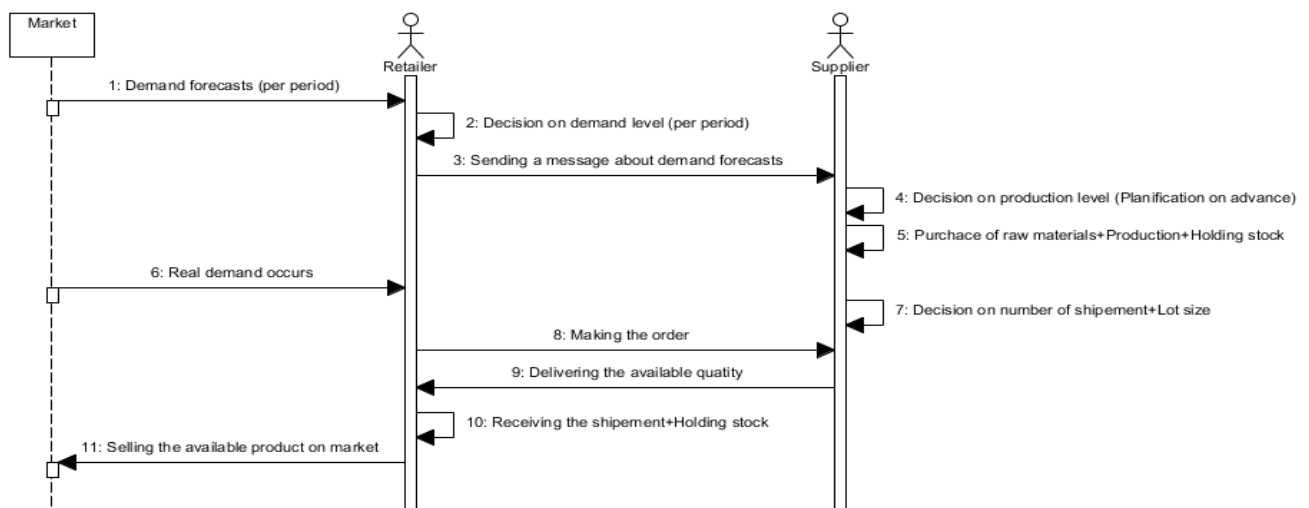 Market
Retailer
Supplier
1: Demand forecasts (per period)
2: Decision on demand level (per period)
3: Sending a message about demand forecasts
4: Decision on production level (Planification on advance)
5: Purchace of raw materials+Production+Holding stock
6: Real demand occurs
7: Decision on number of shipement+Lot size
8: Making the order
9: Delivering the available quatity
10: Receiving the shipement+Holding stock
11: Selling the available product on market